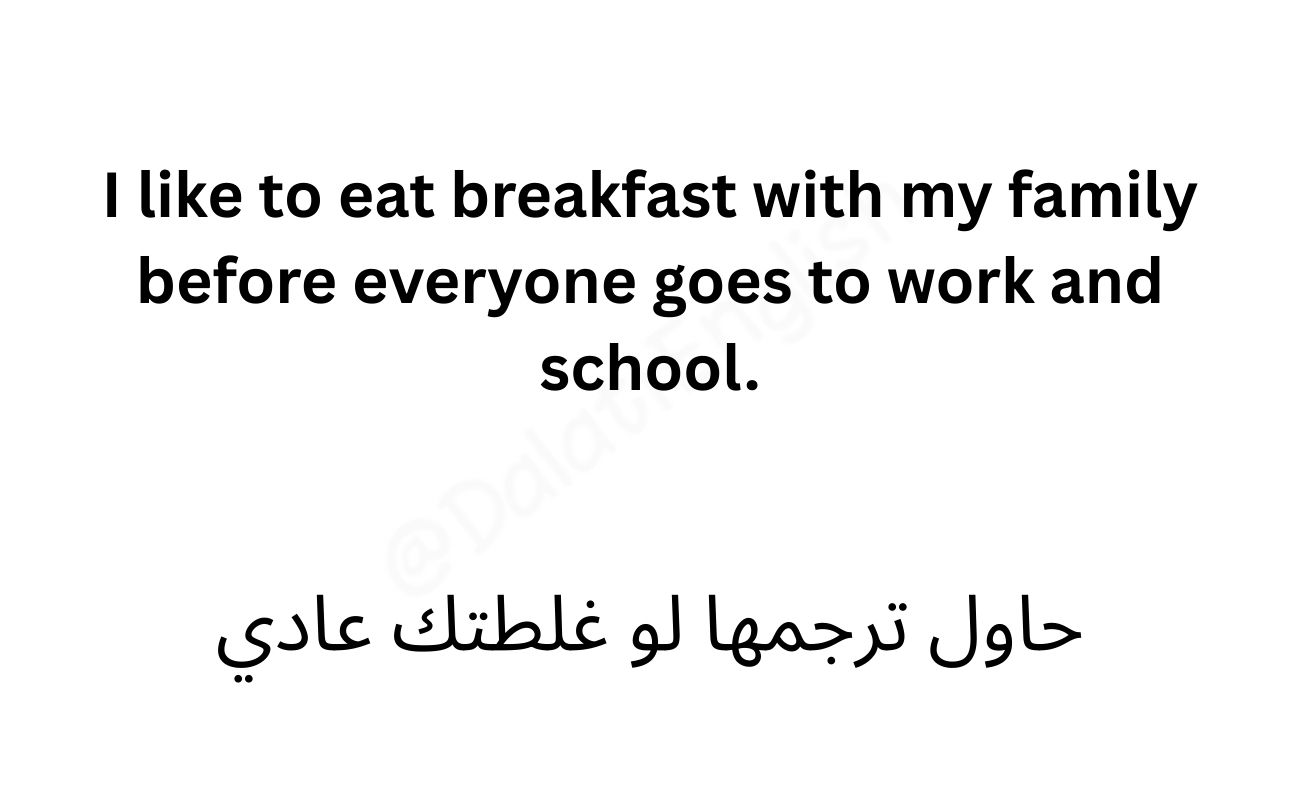 I like to eat breakfast with my family
before everyone goes to work and
school.
@DalatEnglish
حاول ترجمها لو غلطتك عادي